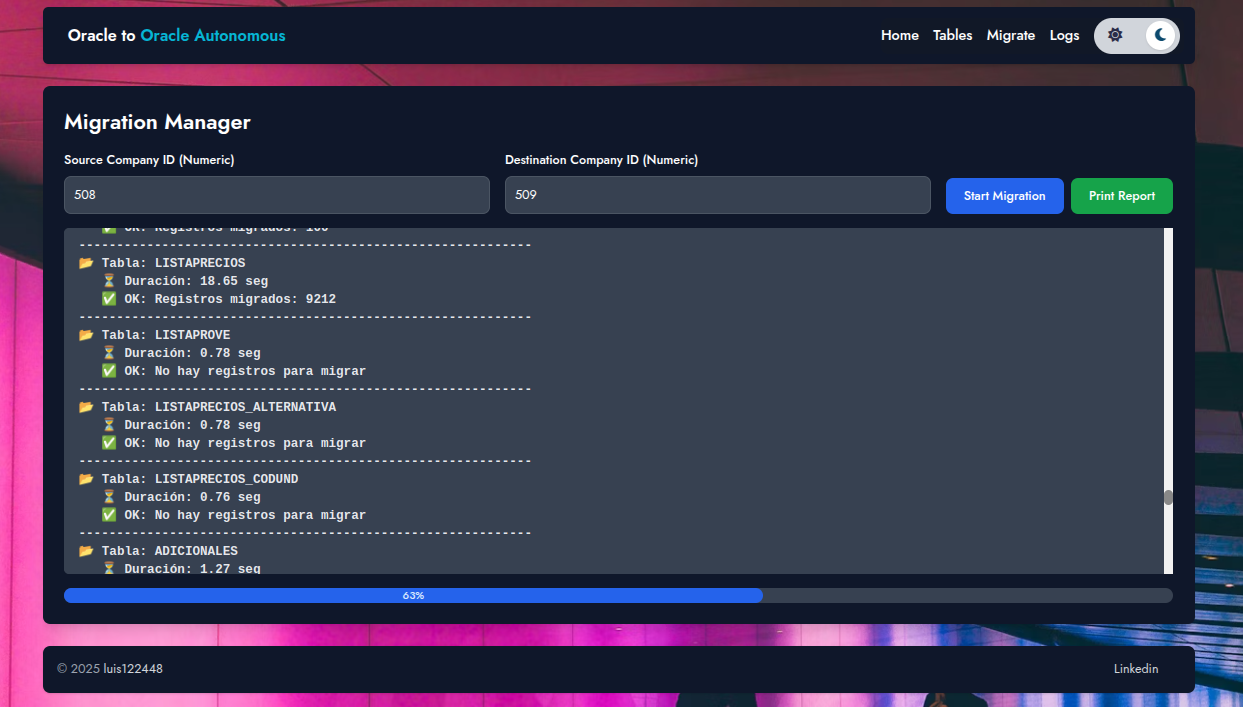 Oracle to Oracle Autonomous
Home Tables Migrate Logs
Migration Manager
Source Company ID (Numeric)
Destination Company ID (Numeric)
508
509
Start Migration
Print Report
✅ OK: Registros migrados: 100
------------------------------------------------------------
📂 Tabla: LISTAPRECIOS
⏳ Duración: 18.65 seg
✅ OK: Registros migrados: 9212
------------------------------------------------------------
📂 Tabla: LISTAPROVE
⏳ Duración: 0.78 seg
✅ OK: No hay registros para migrar
------------------------------------------------------------
📂 Tabla: LISTAPRECIOS_ALTERNATIVA
⏳ Duración: 0.78 seg
✅ OK: No hay registros para migrar
------------------------------------------------------------
📂 Tabla: LISTAPRECIOS_CODUND
⏳ Duración: 0.76 seg
✅ OK: No hay registros para migrar
------------------------------------------------------------
📂 Tabla: ADICIONALES
⏳ Duración: 1.27 seg
63%
© 2025 luis122448
Linkedin